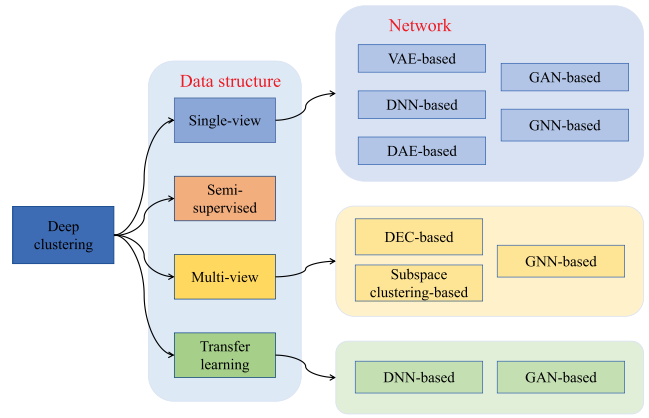 Network
Data structure
VAE-based
GAN-based
DNN-based
Single-view
GNN-based
DAE-based
Semi-
supervised
Deep
clustering
DEC-based
GNN-based
Multi-view
Subspace
clustering-based
Transfer
learning
DNN-based
GAN-based